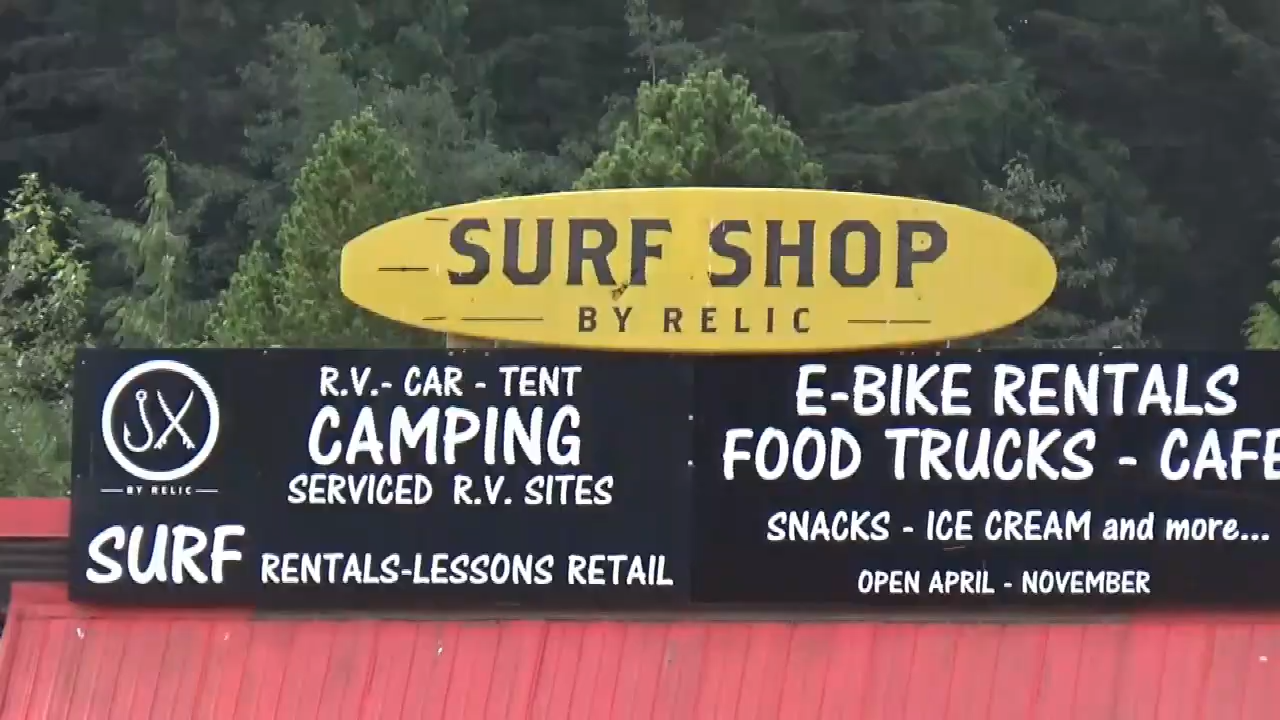 SURF SHOP
BY RELIC
R.V.- CAR - TENT
CAMPING
SERVICED R.V. SITES
BY RELIC
SURF RENTALS-LESSONS RETAIL
E-BIKE RENTALS
FOOD TRUCKS - CAFE
SNACKS - ICE CREAM and more...
OPEN APRIL - NOVEMBER